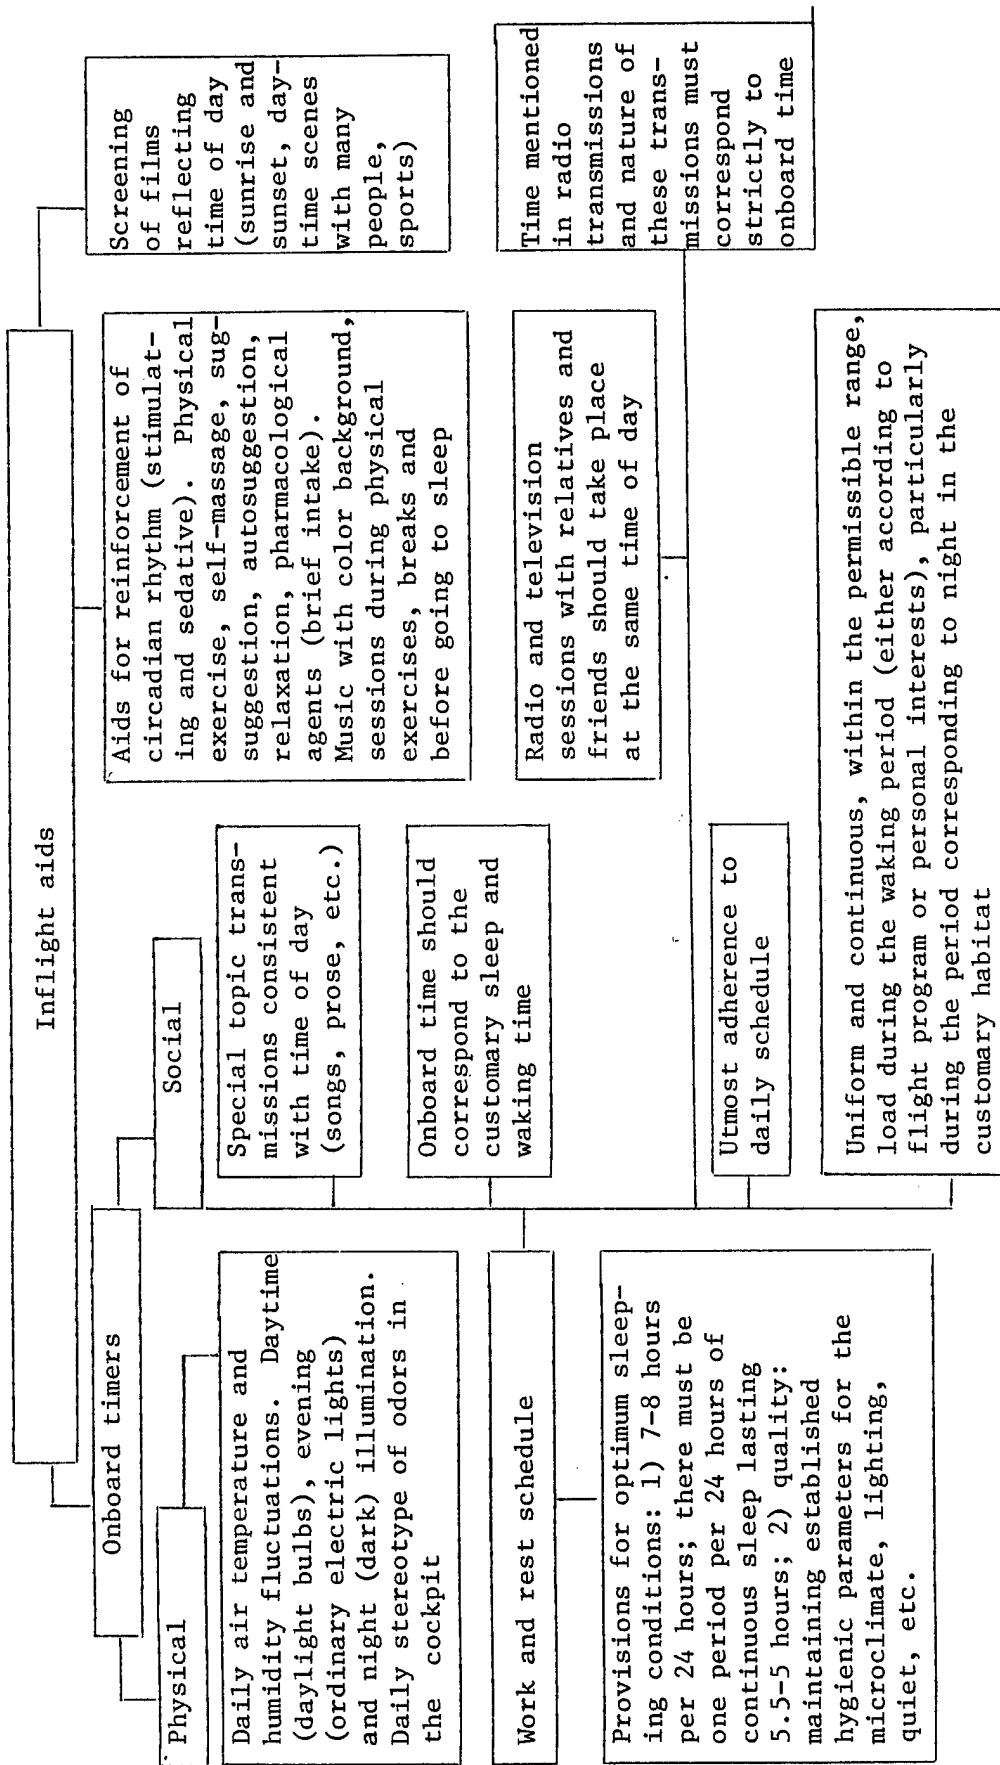 Inflight aids
Onboard timers
Physical
Social
Daily air temperature and
humidity fluctuations. Daytime
(daylight bulbs), evening
(ordinary electric lights)
and night (dark) illumination.
Daily stereotype of odors in
the cockpit
Special topic trans-
missions consistent
with time of day
(songs, prose, etc.)
Aids for reinforcement of
circadian rhythm (stimulat-
ing and sedative). Physical
exercise, self-massage, sug-
suggestion, autosuggestion,
relaxation, pharmacological
agents (brief intake).
Music with color background,
sessions during physical
exercises, breaks and
before going to sleep
Screening
of films
reflecting
time of day
(sunrise and
sunset, day-
time scenes
with many
people,
sports)
Work and rest schedule
Onboard time should
correspond to the
customary sleep and
waking time
Radio and television
sessions with relatives and
friends should take place
at the same time of day
Time mentioned
in radio
transmissions
and nature of
these trans-
missions must
correspond
strictly to
onboard time
Provisions for optimum sleep-
ing conditions: 1) 7-8 hours
per 24 hours; there must be
one period per 24 hours of
continuous sleep lasting
5.5-5 hours; 2) quality:
maintaining established
hygienic parameters for the
microclimate, lighting,
quiet, etc.
Utmost adherence to
daily schedule
Uniform and continuous, within the permissible range,
load during the waking period (either according to
flight program or personal interests), particularly
during the period corresponding to night in the
customary habitat